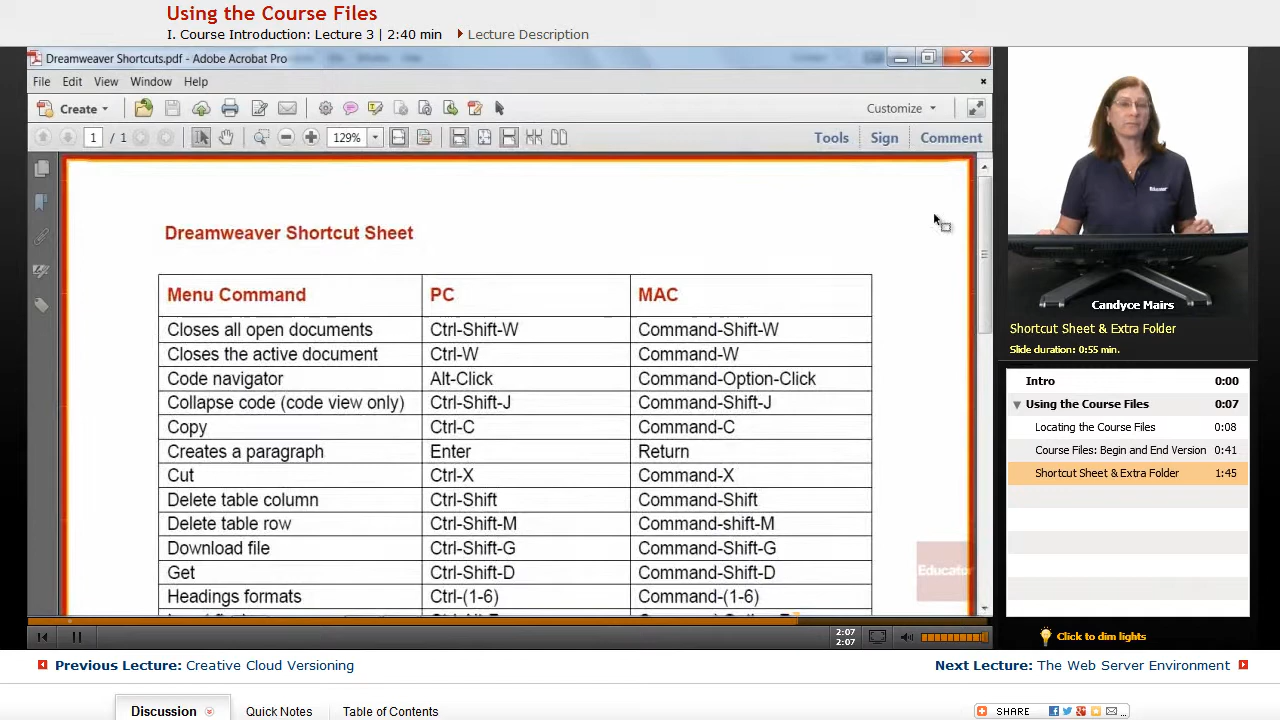 Using the Course Files
I. Course Introduction: Lecture 3 | 2:40 min
Lecture Description
Dreamweaver Shortcuts.pdf - Adobe Acrobat Pro
File Edit View Window Help
Create
Customize
1 / 1
129%
Tools Sign Comment
Dreamweaver Shortcut Sheet
Menu Command PC MAC
Closes all open documents Ctrl-Shift-W Command-Shift-W
Closes the active document Ctrl-W Command-W
Code navigator Alt-Click Command-Option-Click
Collapse code (code view only) Ctrl-Shift-J Command-Shift-J
Copy Ctrl-C Command-C
Creates a paragraph Enter Return
Cut Ctrl-X Command-X
Delete table column Ctrl-Shift Command-Shift
Delete table row Ctrl-Shift-M Command-shift-M
Download file Ctrl-Shift-G Command-Shift-G
Get Ctrl-Shift-D Command-Shift-D
Headings formats Ctrl-(1-6) Command-(1-6)
Educator
Educator
Candyce Mairs
Shortcut Sheet & Extra Folder
Slide duration: 0:55 min.
Intro 0:00
Using the Course Files 0:07
Locating the Course Files 0:08
Course Files: Begin and End Version 0:41
Shortcut Sheet & Extra Folder 1:45
2:07
2:07
Click to dim lights
Previous Lecture: Creative Cloud Versioning
Next Lecture: The Web Server Environment
Discussion Quick Notes Table of Contents
SHARE